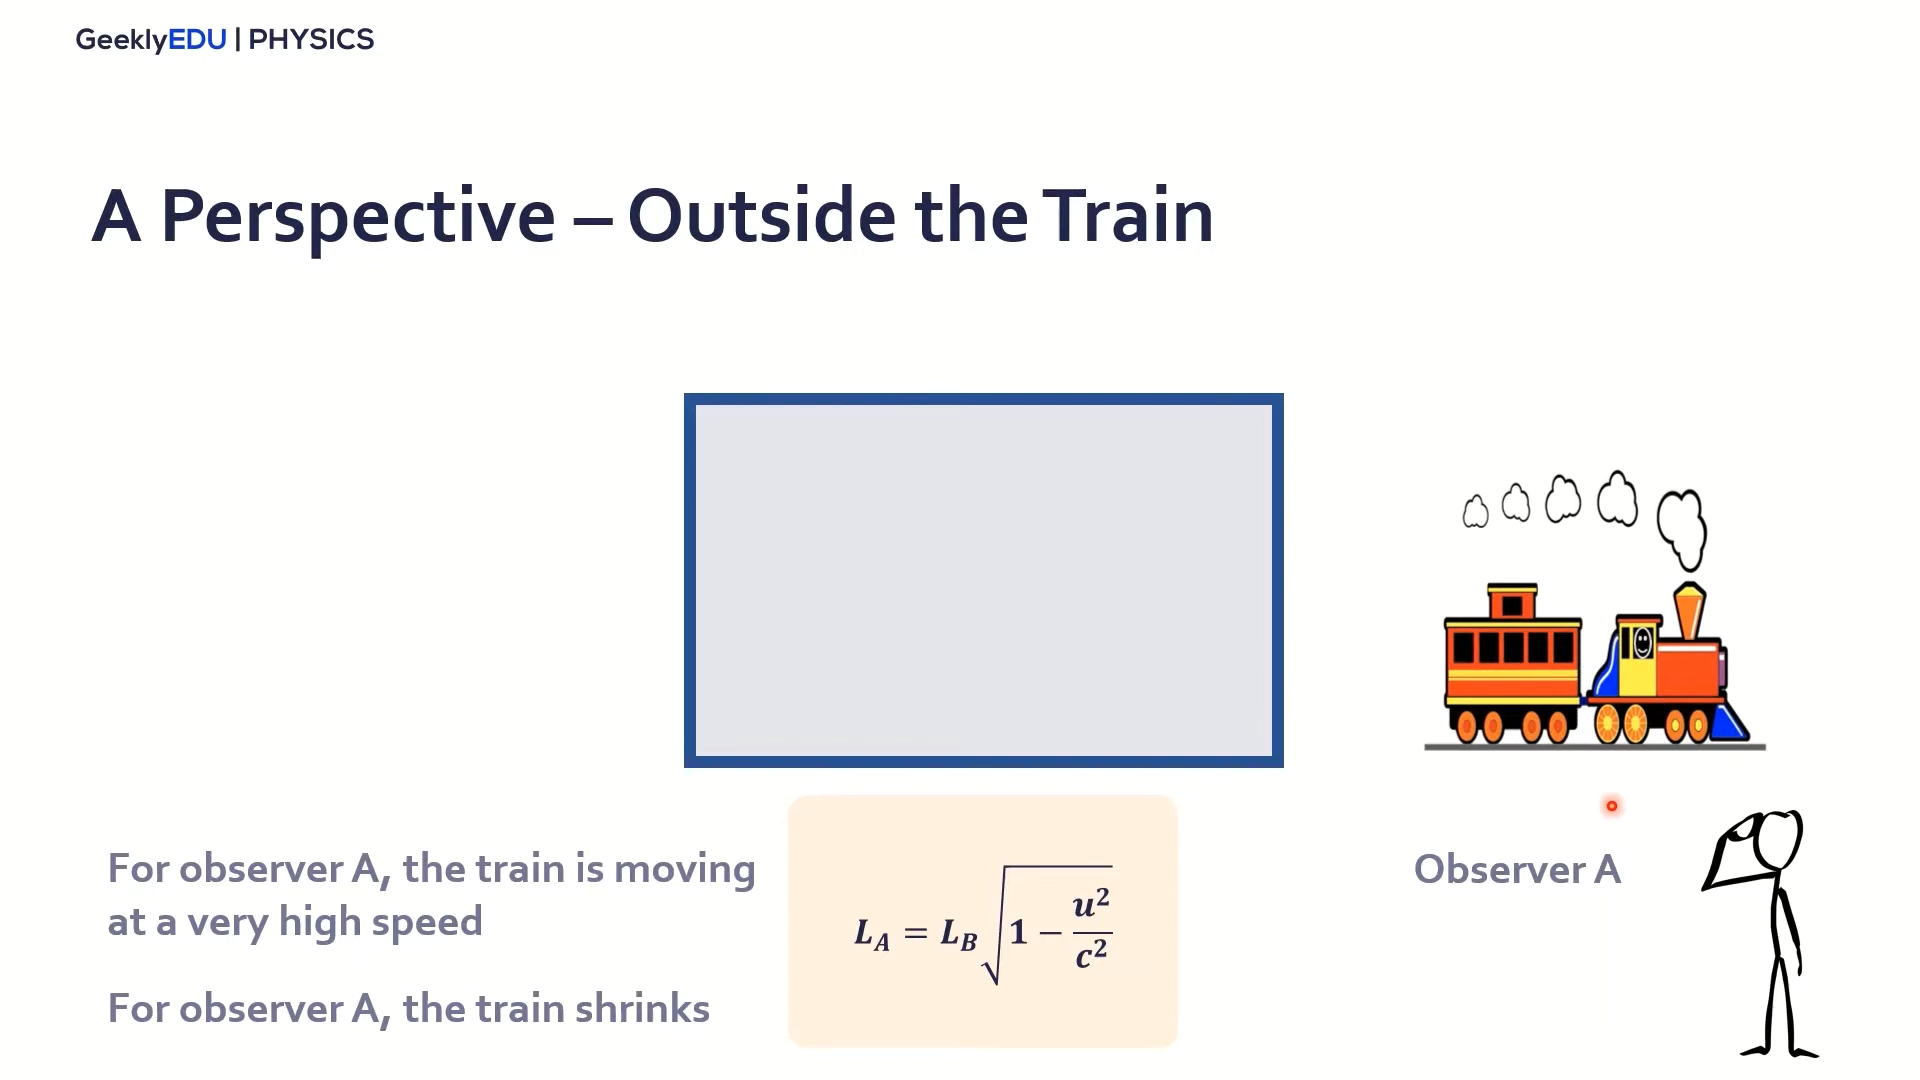 GeeklyEDU | PHYSICS
A Perspective – Outside the Train
For observer A, the train is moving
at a very high speed
For observer A, the train shrinks
L_A = L_B √(1 − u²/c²)
Observer A